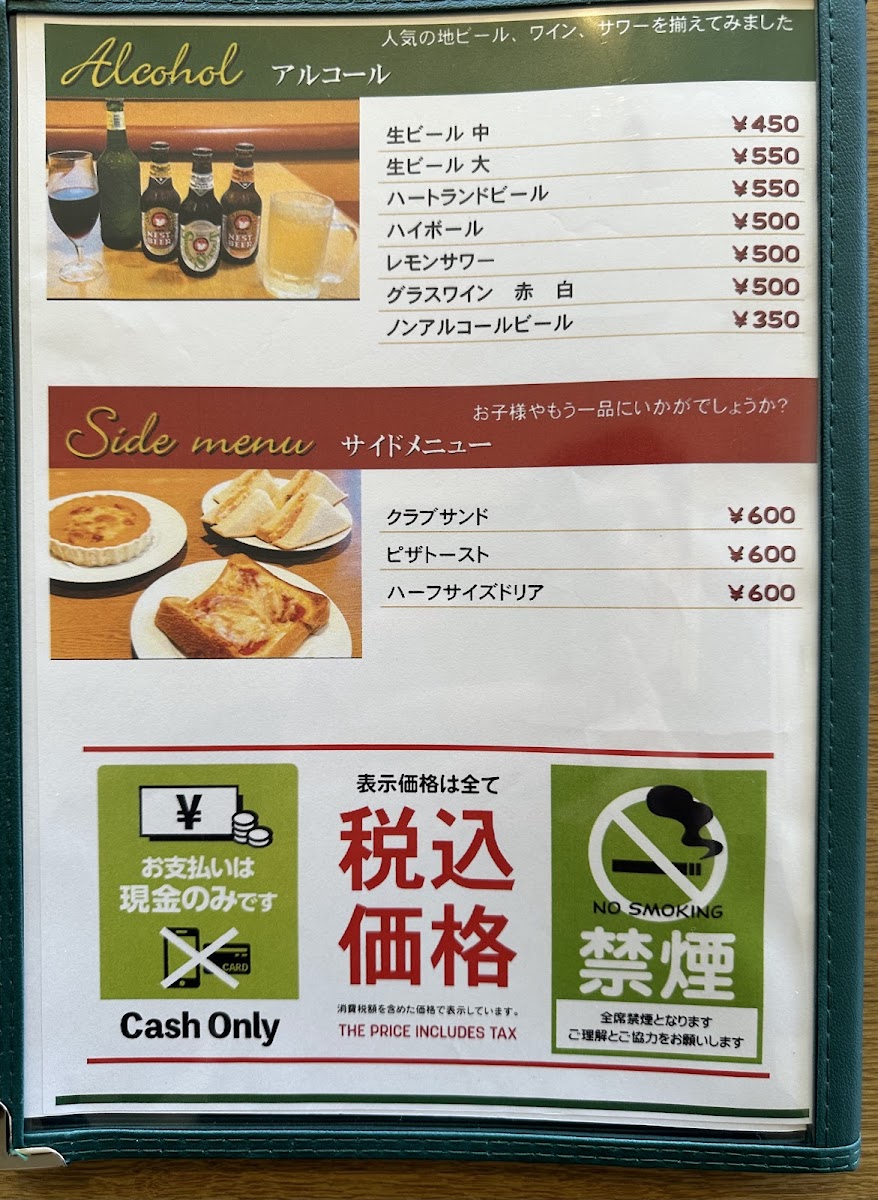 人気の地ビール、ワイン、サワーを揃えてみました
Alcohol アルコール
生ビール 中 ¥450
生ビール 大 ¥550
ハートランドビール ¥550
ハイボール ¥500
レモンサワー ¥500
グラスワイン 赤 白 ¥500
ノンアルコールビール ¥350
NEST BEER
NEST BEER
お子様やもう一品にいかがでしょうか?
Side menu サイドメニュー
クラブサンド ¥600
ピザトースト ¥600
ハーフサイズドリア ¥600
¥
お支払いは
現金のみです
CARD
Cash Only
表示価格は全て
税込
価格
消費税額を含めた価格で表示しています。
THE PRICE INCLUDES TAX
NO SMOKING
禁煙
全席禁煙となります
ご理解とご協力をお願いします